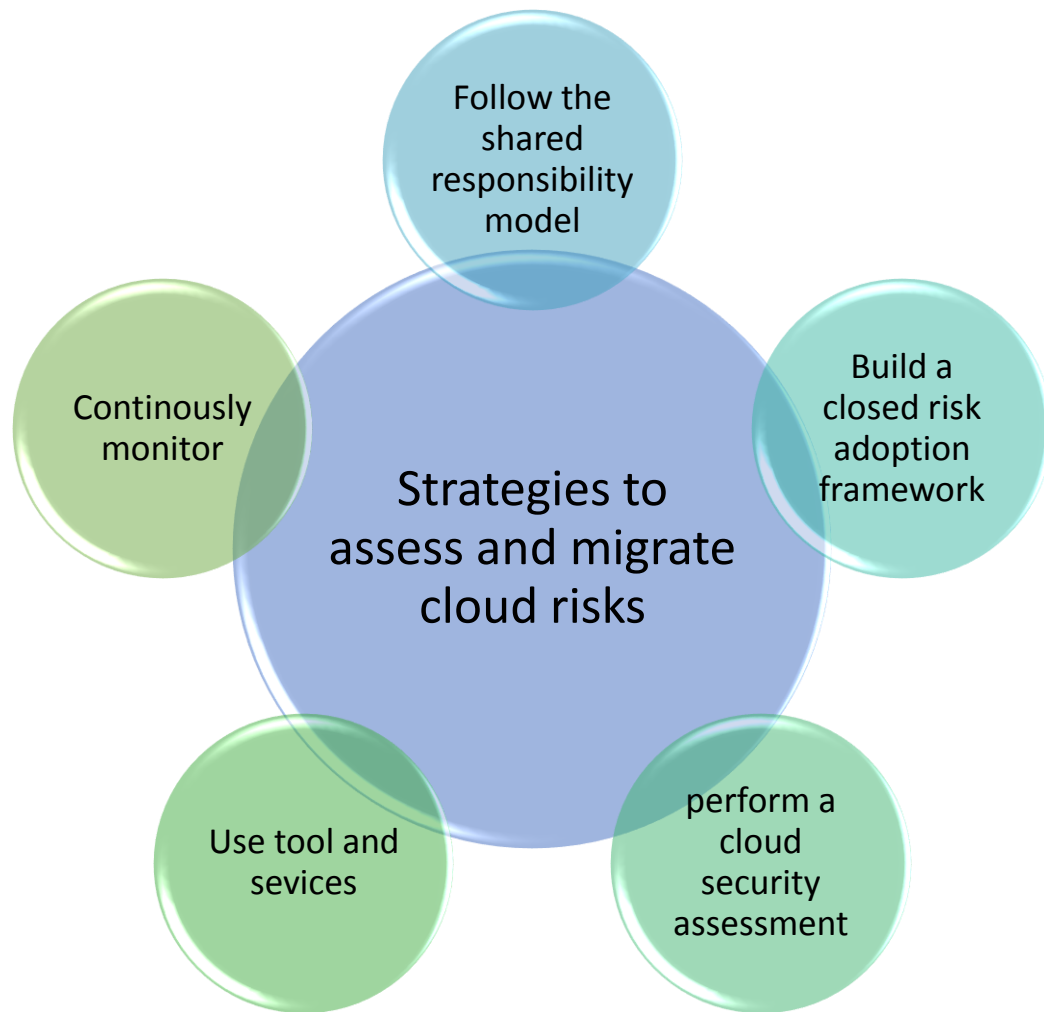 Follow the
shared
responsibility
model
Build a
closed risk
adoption
framework
perform a
cloud
security
assessment
Use tool and
sevices
Continously
monitor
Strategies to
assess and migrate
cloud risks